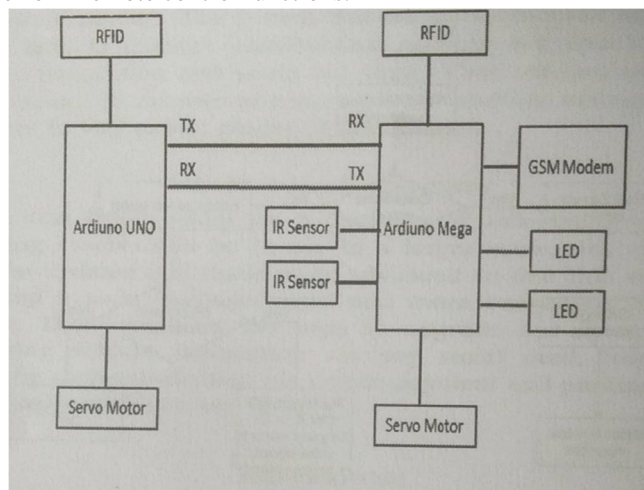 RFID
RFID
TX
RX
RX
TX
GSM Modem
Ardiuno UNO
IR Sensor
Ardiuno Mega
LED
IR Sensor
LED
Servo Motor
Servo Motor